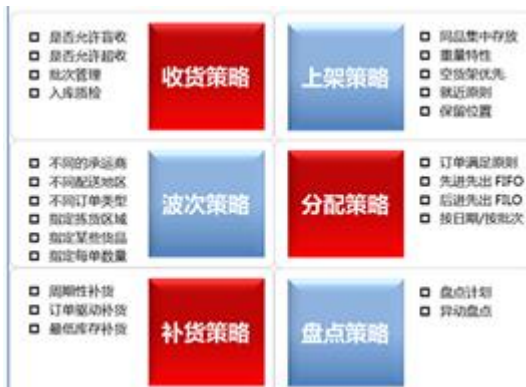 是否允许盲收
是否允许超收
批次管理
入库质检
收货策略
上架策略
同品集中存放
重量特性
空货架优先
就近原则
保留位置
不同的承运商
不同配送地区
不同订单类型
指定拣货区域
指定某些货品
指定每单数量
波次策略
分配策略
订单满足原则
先进先出 FIFO
后进先出 FILO
按日期/按批次
周期性补货
订单驱动补货
最低库存补货
补货策略
盘点策略
盘点计划
异动盘点